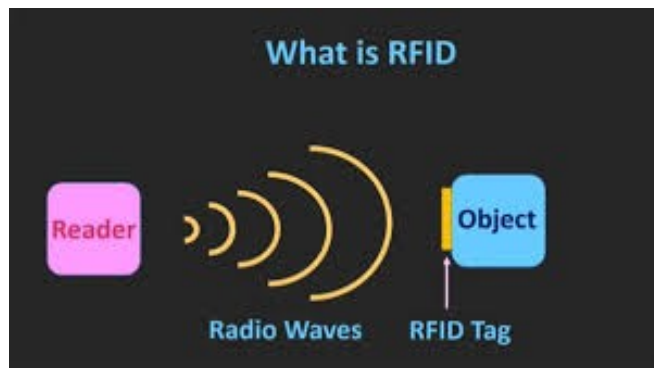 What is RFID
Reader
Object
Radio Waves
RFID Tag